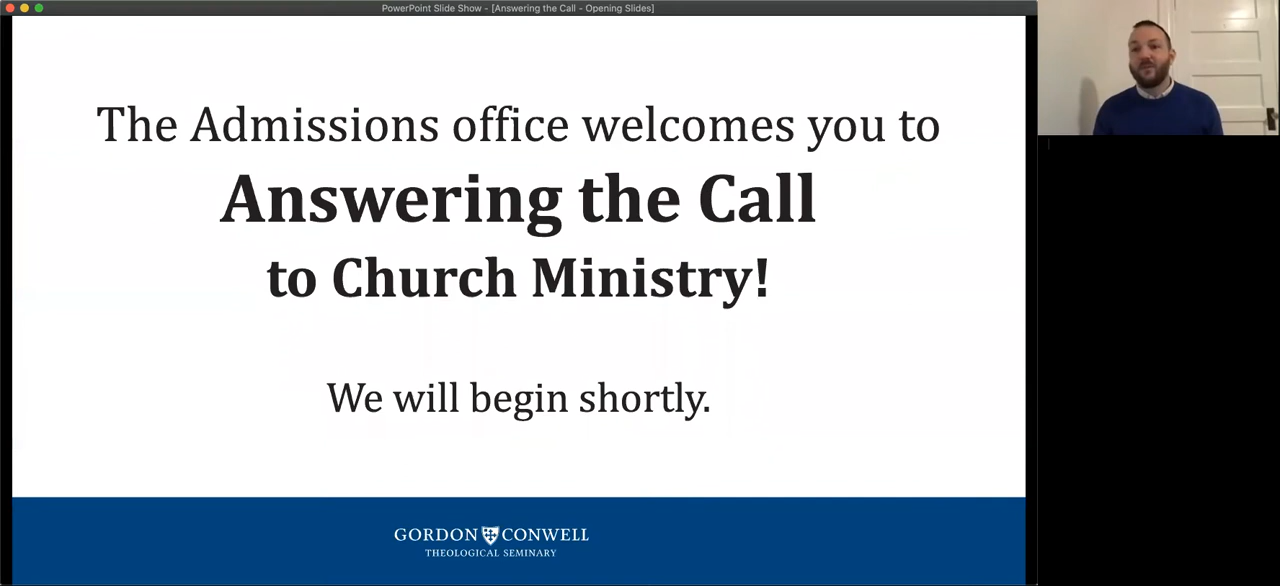 PowerPoint Slide Show - [Answering the Call - Opening Slides]
The Admissions office welcomes you to
Answering the Call
to Church Ministry!
We will begin shortly.
GORDON CONWELL
THEOLOGICAL SEMINARY